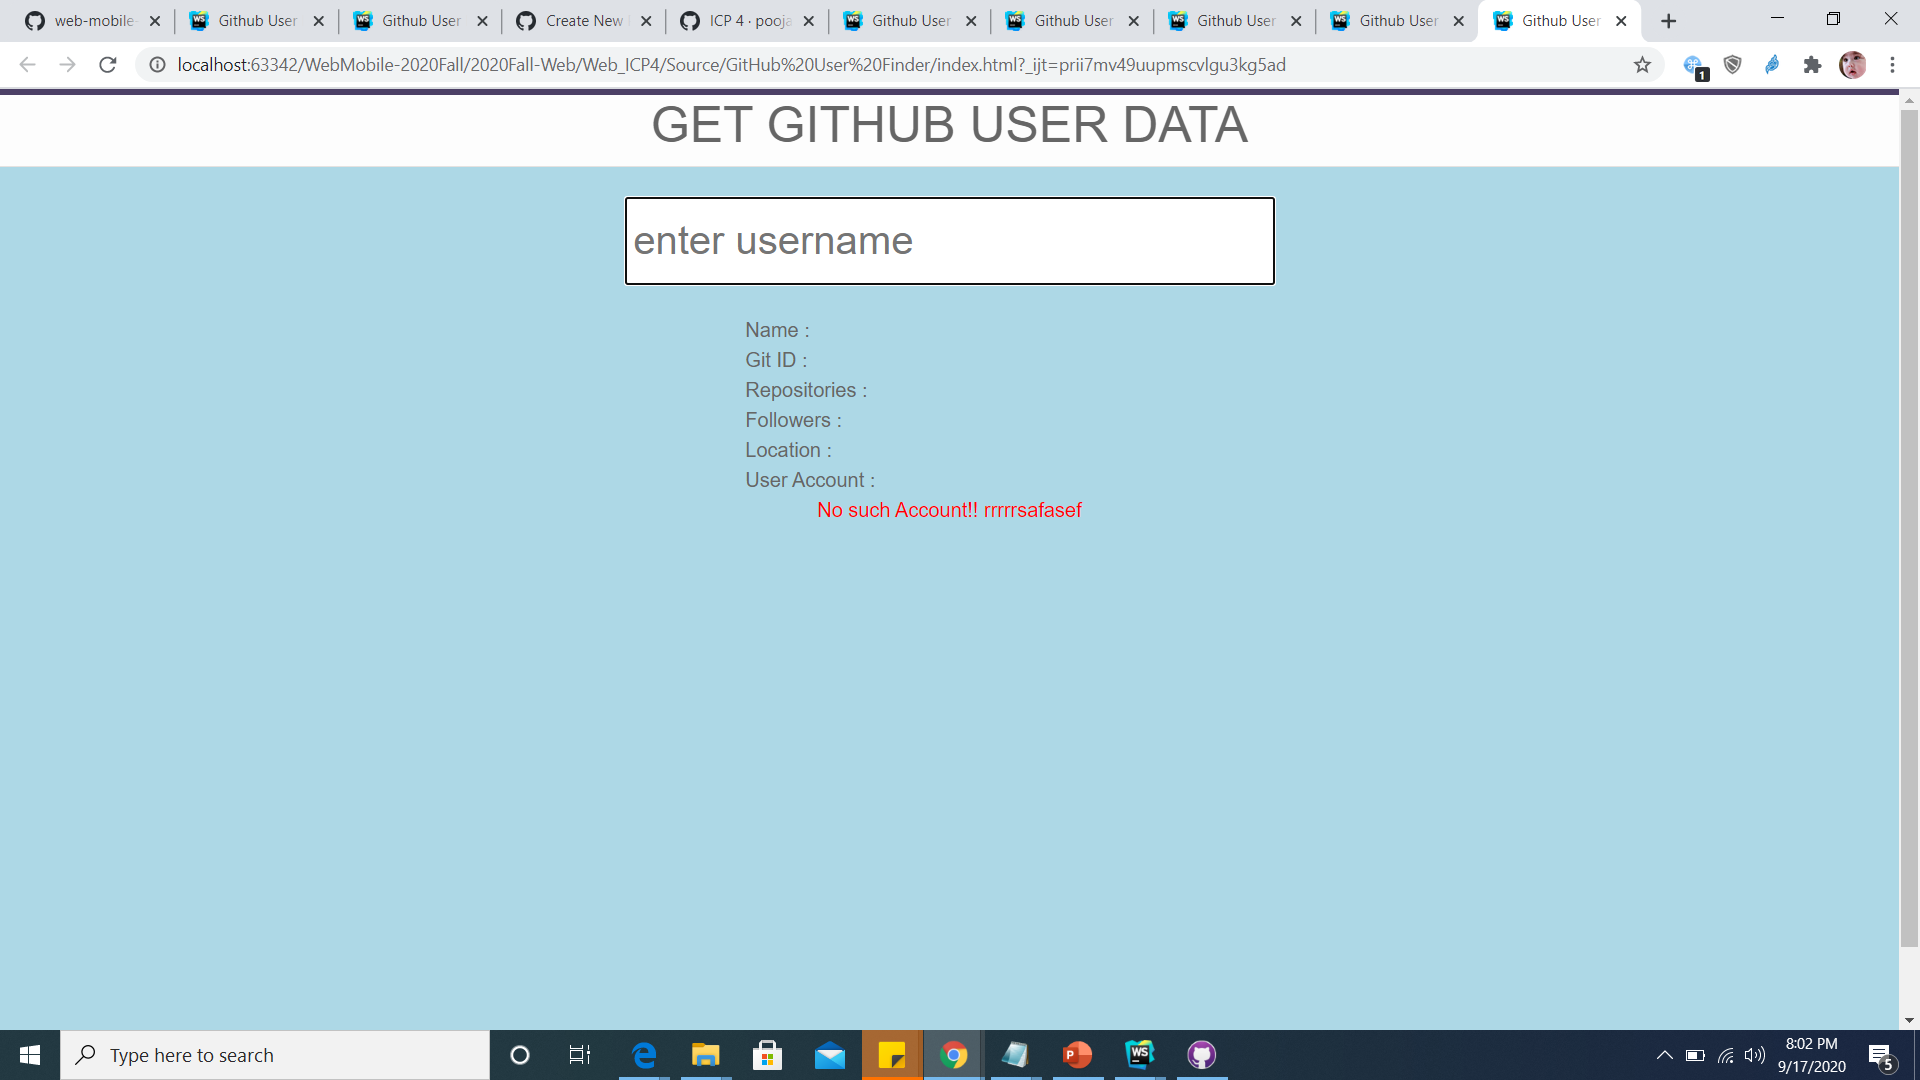 web-mobile-
Github User
Github User
Create New
ICP 4 · pooja
Github User
Github User
Github User
Github User
Github User
localhost:63342/WebMobile-2020Fall/2020Fall-Web/Web_ICP4/Source/GitHub%20User%20Finder/index.html?_ijt=prii7mv49uupmscvlgu3kg5ad
1
GET GITHUB USER DATA
enter username
Name :
Git ID :
Repositories :
Followers :
Location :
User Account :
No such Account!! rrrrrsafasef
Type here to search
8:02 PM
9/17/2020
5